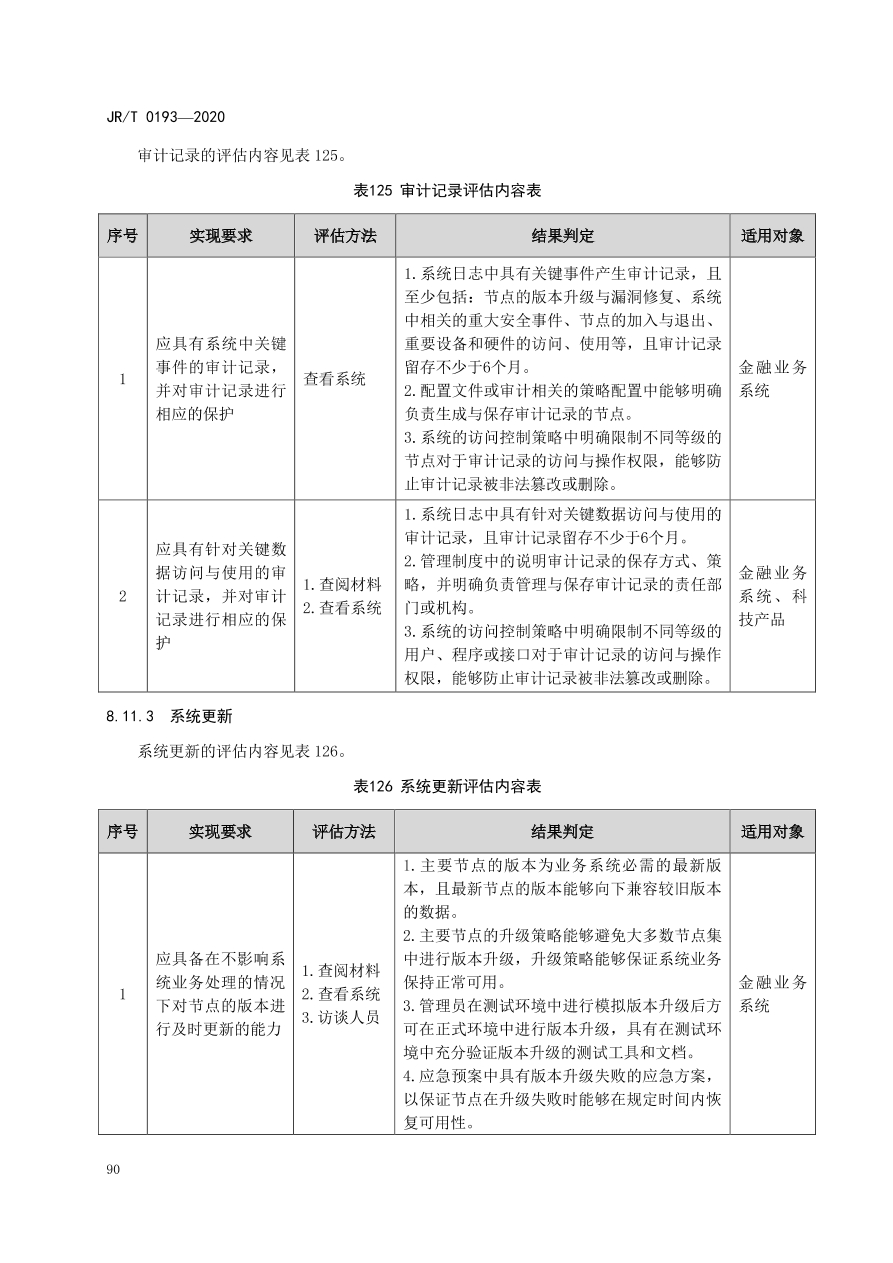 JR/T 0193—2020
审计记录的评估内容见表 125。
表125 审计记录评估内容表
序号 实现要求 评估方法 结果判定 适用对象
1
应具有系统中关键
事件的审计记录，
并对审计记录进行
相应的保护
查看系统
1.系统日志中具有关键事件产生审计记录，且
至少包括：节点的版本升级与漏洞修复、系统
中相关的重大安全事件、节点的加入与退出、
重要设备和硬件的访问、使用等，且审计记录
留存不少于6个月。
2.配置文件或审计相关的策略配置中能够明确
负责生成与保存审计记录的节点。
3.系统的访问控制策略中明确限制不同等级的
节点对于审计记录的访问与操作权限，能够防
止审计记录被非法篡改或删除。
金融业务
系统
2
应具有针对关键数
据访问与使用的审
计记录，并对审计
记录进行相应的保
护
1.查阅材料
2.查看系统
1.系统日志中具有针对关键数据访问与使用的
审计记录，且审计记录留存不少于6个月。
2.管理制度中的说明审计记录的保存方式、策
略，并明确负责管理与保存审计记录的责任部
门或机构。
3.系统的访问控制策略中明确限制不同等级的
用户、程序或接口对于审计记录的访问与操作
权限，能够防止审计记录被非法篡改或删除。
金融业务
系统、科
技产品
8.11.3 系统更新
系统更新的评估内容见表 126。
表126 系统更新评估内容表
序号 实现要求 评估方法 结果判定 适用对象
1
应具备在不影响系
统业务处理的情况
下对节点的版本进
行及时更新的能力
1.查阅材料
2.查看系统
3.访谈人员
1.主要节点的版本为业务系统必需的最新版
本，且最新节点的版本能够向下兼容较旧版本
的数据。
2.主要节点的升级策略能够避免大多数节点集
中进行版本升级，升级策略能够保证系统业务
保持正常可用。
3.管理员在测试环境中进行模拟版本升级后方
可在正式环境中进行版本升级，具有在测试环
境中充分验证版本升级的测试工具和文档。
4.应急预案中具有版本升级失败的应急方案，
以保证节点在升级失败时能够在规定时间内恢
复可用性。
金融业务
系统
90